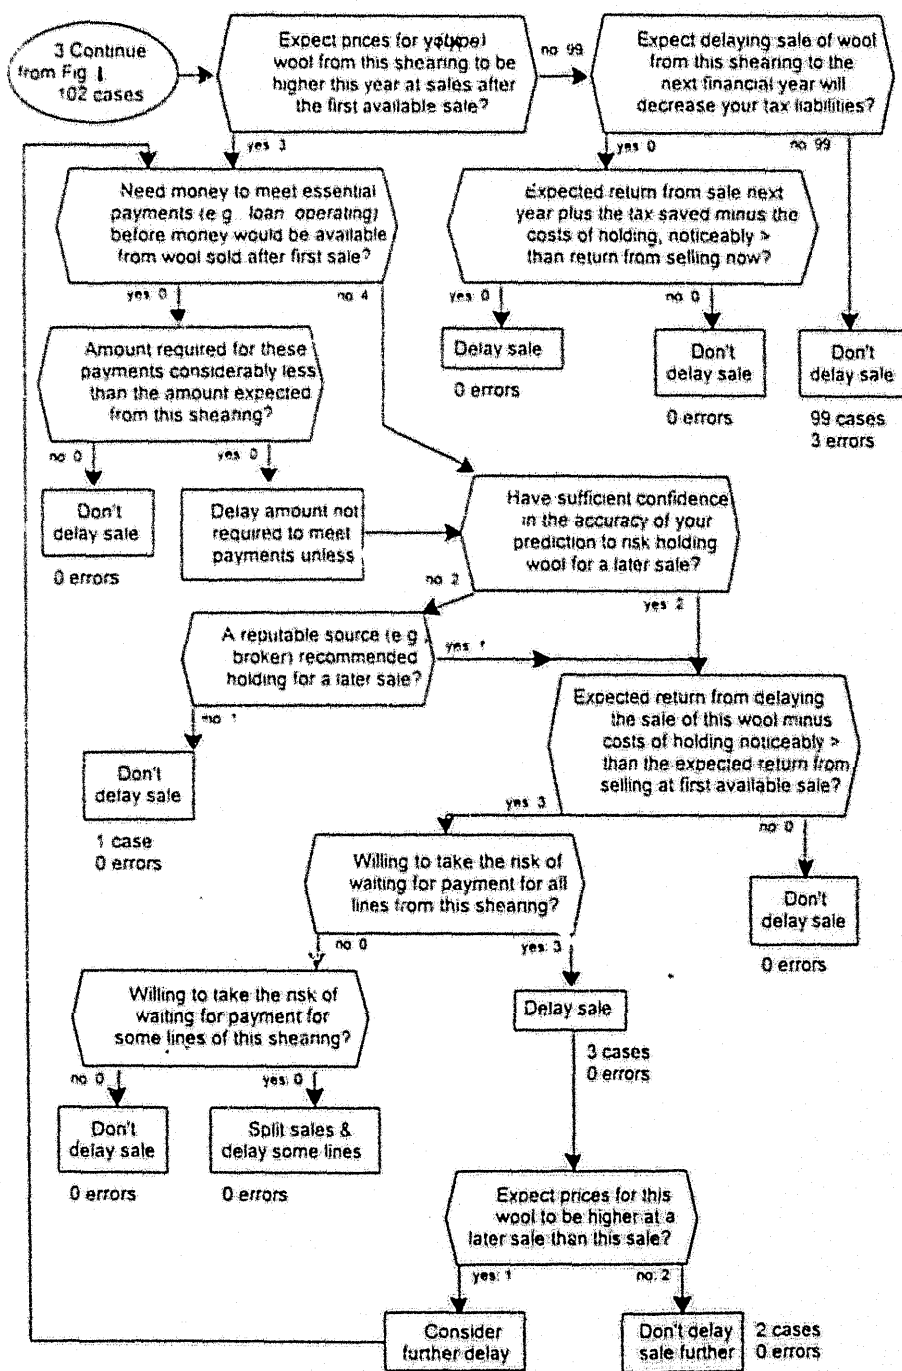 3 Continue
from Fig 1
102 cases
Expect prices for
wool from this shearing to be
higher this year at sales after
the first available sale?
no 99
Expect delaying sale of wool
from this shearing to the
next financial year will
decrease your tax liabilities?
yes 3
yes 0
no 99
Need money to meet essential
payments (e.g. loan operating)
before money would be available
from wool sold after first sale?
Expected return from sale next
year plus the tax saved minus the
costs of holding, noticeably >
than return from selling now?
yes 0
no 4
yes 0
no 0
Amount required for these
payments considerably less
than the amount expected
from this shearing?
Delay sale
0 errors
Don't
delay sale
0 errors
Don't
delay sale
99 cases
3 errors
no 0
yes 0
Don't
delay sale
0 errors
Delay amount not
required to meet
payments unless
Have sufficient confidence
in the accuracy of your
prediction to risk holding
wool for a later sale?
no 2
yes 2
A reputable source (e.g.
broker) recommended
holding for a later sale?
yes 1
no 1
Expected return from delaying
the sale of this wool minus
costs of holding noticeably >
than the expected return from
selling at first available sale?
Don't
delay sale
1 case
0 errors
yes 3
no 0
Willing to take the risk of
waiting for payment for all
lines from this shearing?
Don't
delay sale
0 errors
no 0
yes: 3
Willing to take the risk of
waiting for payment for
some lines of this shearing?
Delay sale
3 cases
0 errors
no 0
yes: 0
Don't
delay sale
0 errors
Split sales &
delay some lines
0 errors
Expect prices for this
wool to be higher at a
later sale than this sale?
yes: 1
no: 2
Consider
further delay
Don't delay
sale further
2 cases
0 errors